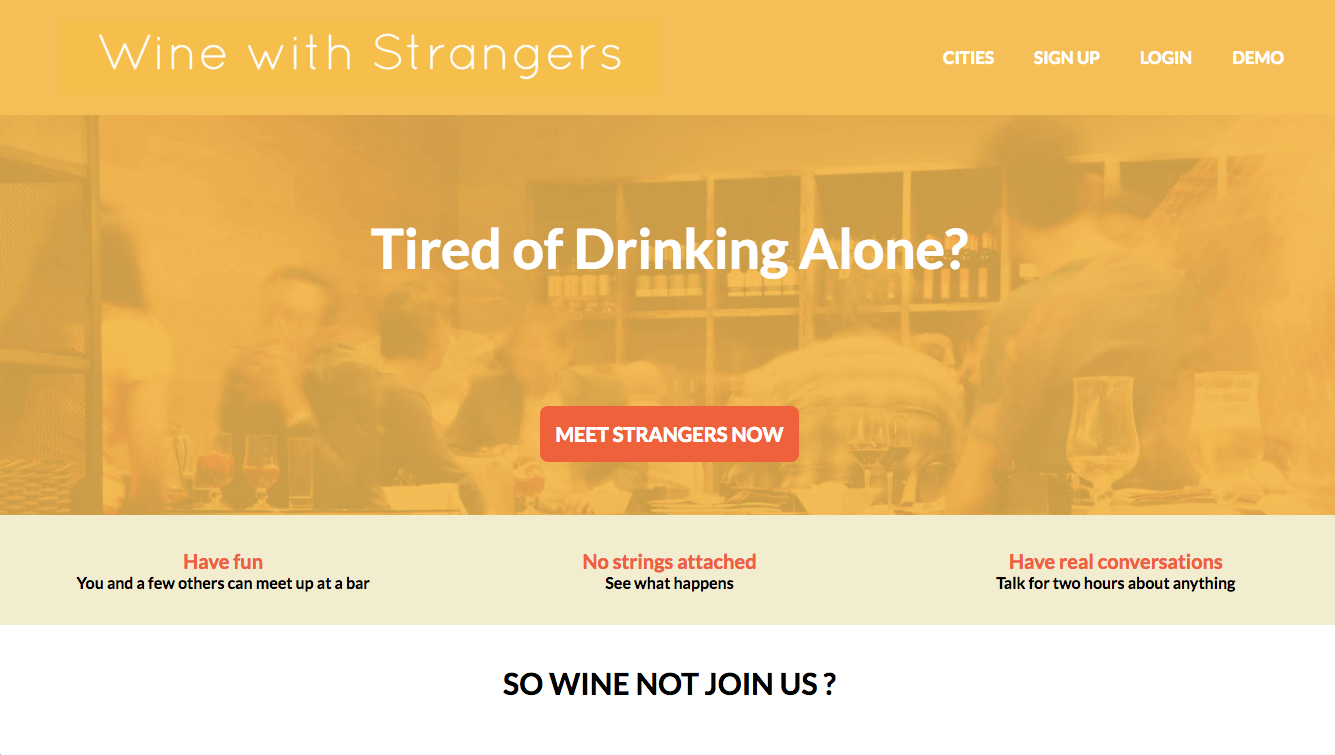 Wine with Strangers
CITIES SIGN UP LOGIN DEMO
Tired of Drinking Alone?
MEET STRANGERS NOW
Have fun
You and a few others can meet up at a bar
No strings attached
See what happens
Have real conversations
Talk for two hours about anything
SO WINE NOT JOIN US ?